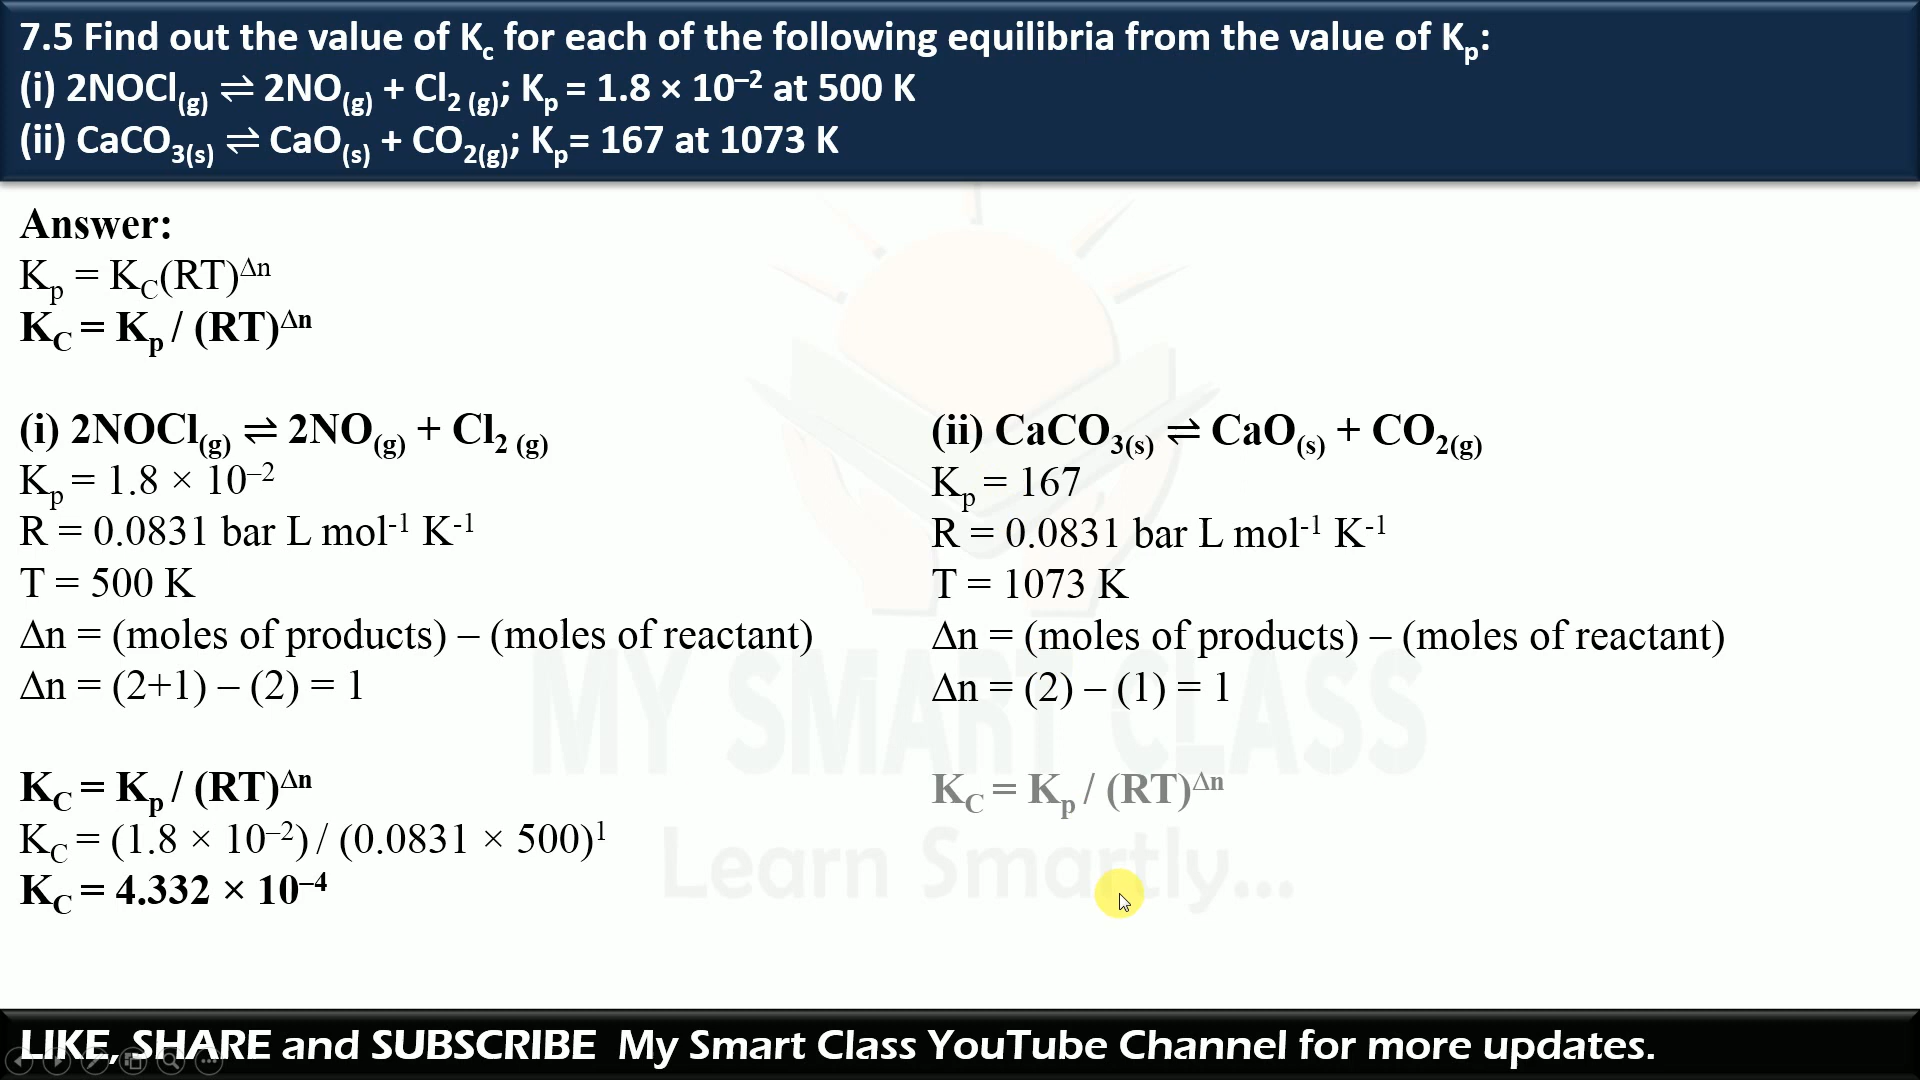 7.5 Find out the value of Kc for each of the following equilibria from the value of Kp:
(i) 2NOCl(g) ⇌ 2NO(g) + Cl2 (g); Kp = 1.8 × 10–2 at 500 K
(ii) CaCO3(s) ⇌ CaO(s) + CO2(g); Kp= 167 at 1073 K
Answer:
Kp = KC(RT)Δn
KC = Kp / (RT)Δn
(i) 2NOCl(g) ⇌ 2NO(g) + Cl2 (g)
Kp = 1.8 × 10–2
R = 0.0831 bar L mol-1 K-1
T = 500 K
Δn = (moles of products) – (moles of reactant)
Δn = (2+1) – (2) = 1
KC = Kp / (RT)Δn
KC = (1.8 × 10–2) / (0.0831 × 500)1
KC = 4.332 × 10–4
(ii) CaCO3(s) ⇌ CaO(s) + CO2(g)
Kp = 167
R = 0.0831 bar L mol-1 K-1
T = 1073 K
Δn = (moles of products) – (moles of reactant)
Δn = (2) – (1) = 1
KC = Kp / (RT)Δn
MY SMART CLASS
Learn Smartly...
LIKE, SHARE and SUBSCRIBE My Smart Class YouTube Channel for more updates.